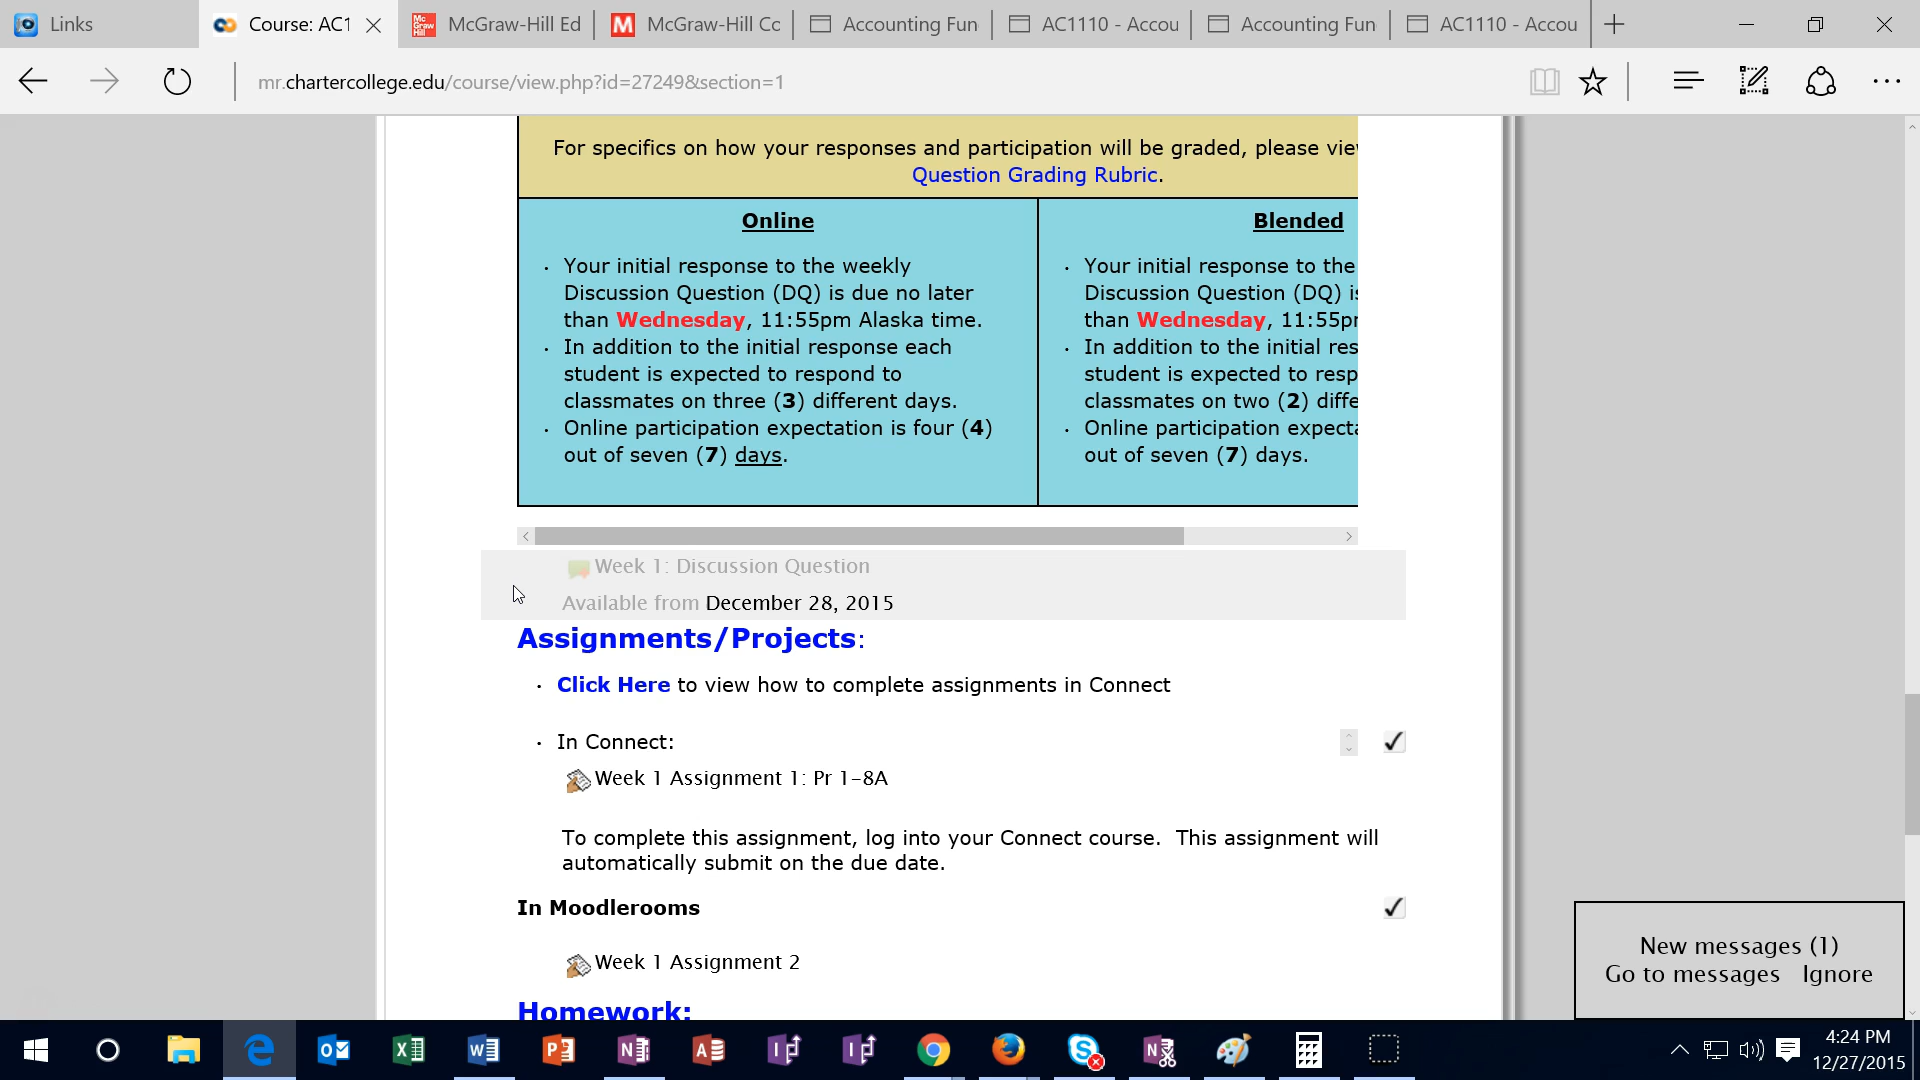 Links
Course: AC1
McGraw-Hill Ed
McGraw-Hill Cc
Accounting Fun
AC1110 - Accou
Accounting Fun
AC1110 - Accou
mr.chartercollege.edu/course/view.php?id=27249&section=1
For specifics on how your responses and participation will be graded, please view
Question Grading Rubric.
Online
Your initial response to the weekly
Discussion Question (DQ) is due no later
than Wednesday, 11:55pm Alaska time.
In addition to the initial response each
student is expected to respond to
classmates on three (3) different days.
Online participation expectation is four (4)
out of seven (7) days.
Blended
Your initial response to the
Discussion Question (DQ) is
than Wednesday, 11:55pm
In addition to the initial res
student is expected to resp
classmates on two (2) diffe
Online participation expecta
out of seven (7) days.
Week 1: Discussion Question
Available from December 28, 2015
Assignments/Projects:
Click Here to view how to complete assignments in Connect
In Connect:
Week 1 Assignment 1: Pr 1-8A
To complete this assignment, log into your Connect course. This assignment will
automatically submit on the due date.
In Moodlerooms
Week 1 Assignment 2
Homework:
New messages (1)
Go to messages Ignore
4:24 PM
12/27/2015